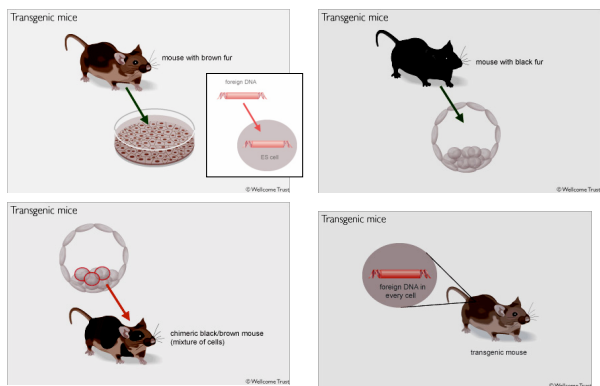 Transgenic mice
mouse with brown fur
foreign DNA
ES cell
© Wellcome Trust
Transgenic mice
mouse with black fur
© Wellcome Trust
Transgenic mice
chimeric black/brown mouse
(mixture of cells)
© Wellcome Trust
Transgenic mice
foreign DNA in
every cell
transgenic mouse
© Wellcome Trust